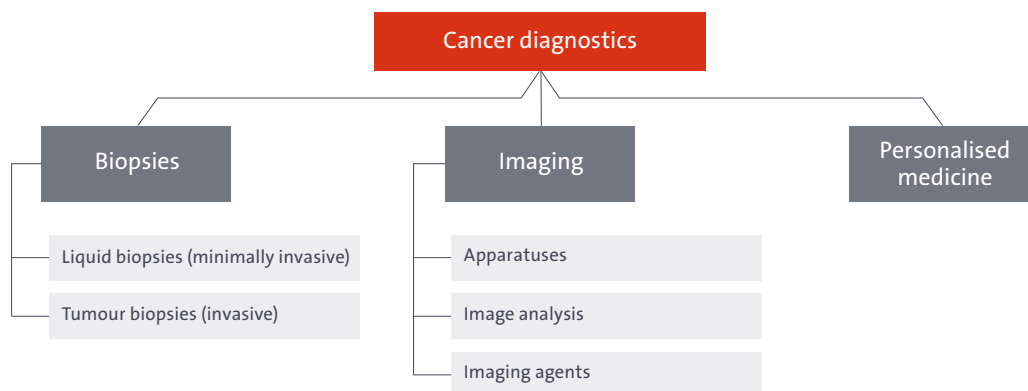 Cancer diagnostics
Biopsies
Imaging
Personalised
medicine
Liquid biopsies (minimally invasive)
Tumour biopsies (invasive)
Apparatuses
Image analysis
Imaging agents